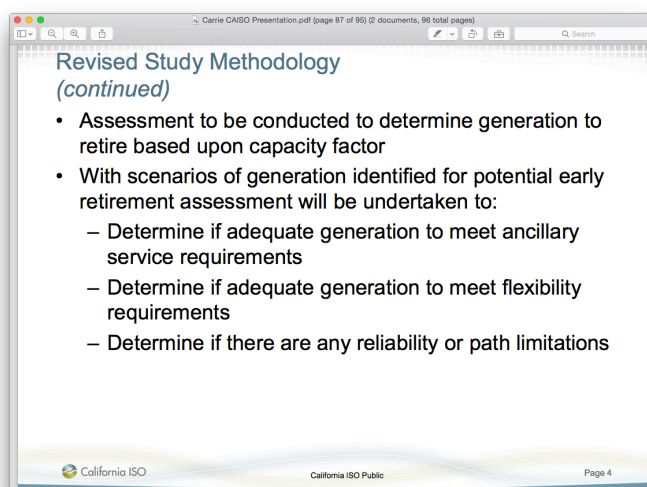 Carrie CAISO Presentation.pdf (page 87 of 95) (2 documents, 96 total pages)
Search
Revised Study Methodology
(continued)
• Assessment to be conducted to determine generation to
retire based upon capacity factor
• With scenarios of generation identified for potential early
retirement assessment will be undertaken to:
– Determine if adequate generation to meet ancillary
service requirements
– Determine if adequate generation to meet flexibility
requirements
– Determine if there are any reliability or path limitations
California ISO
California ISO Public
Page 4